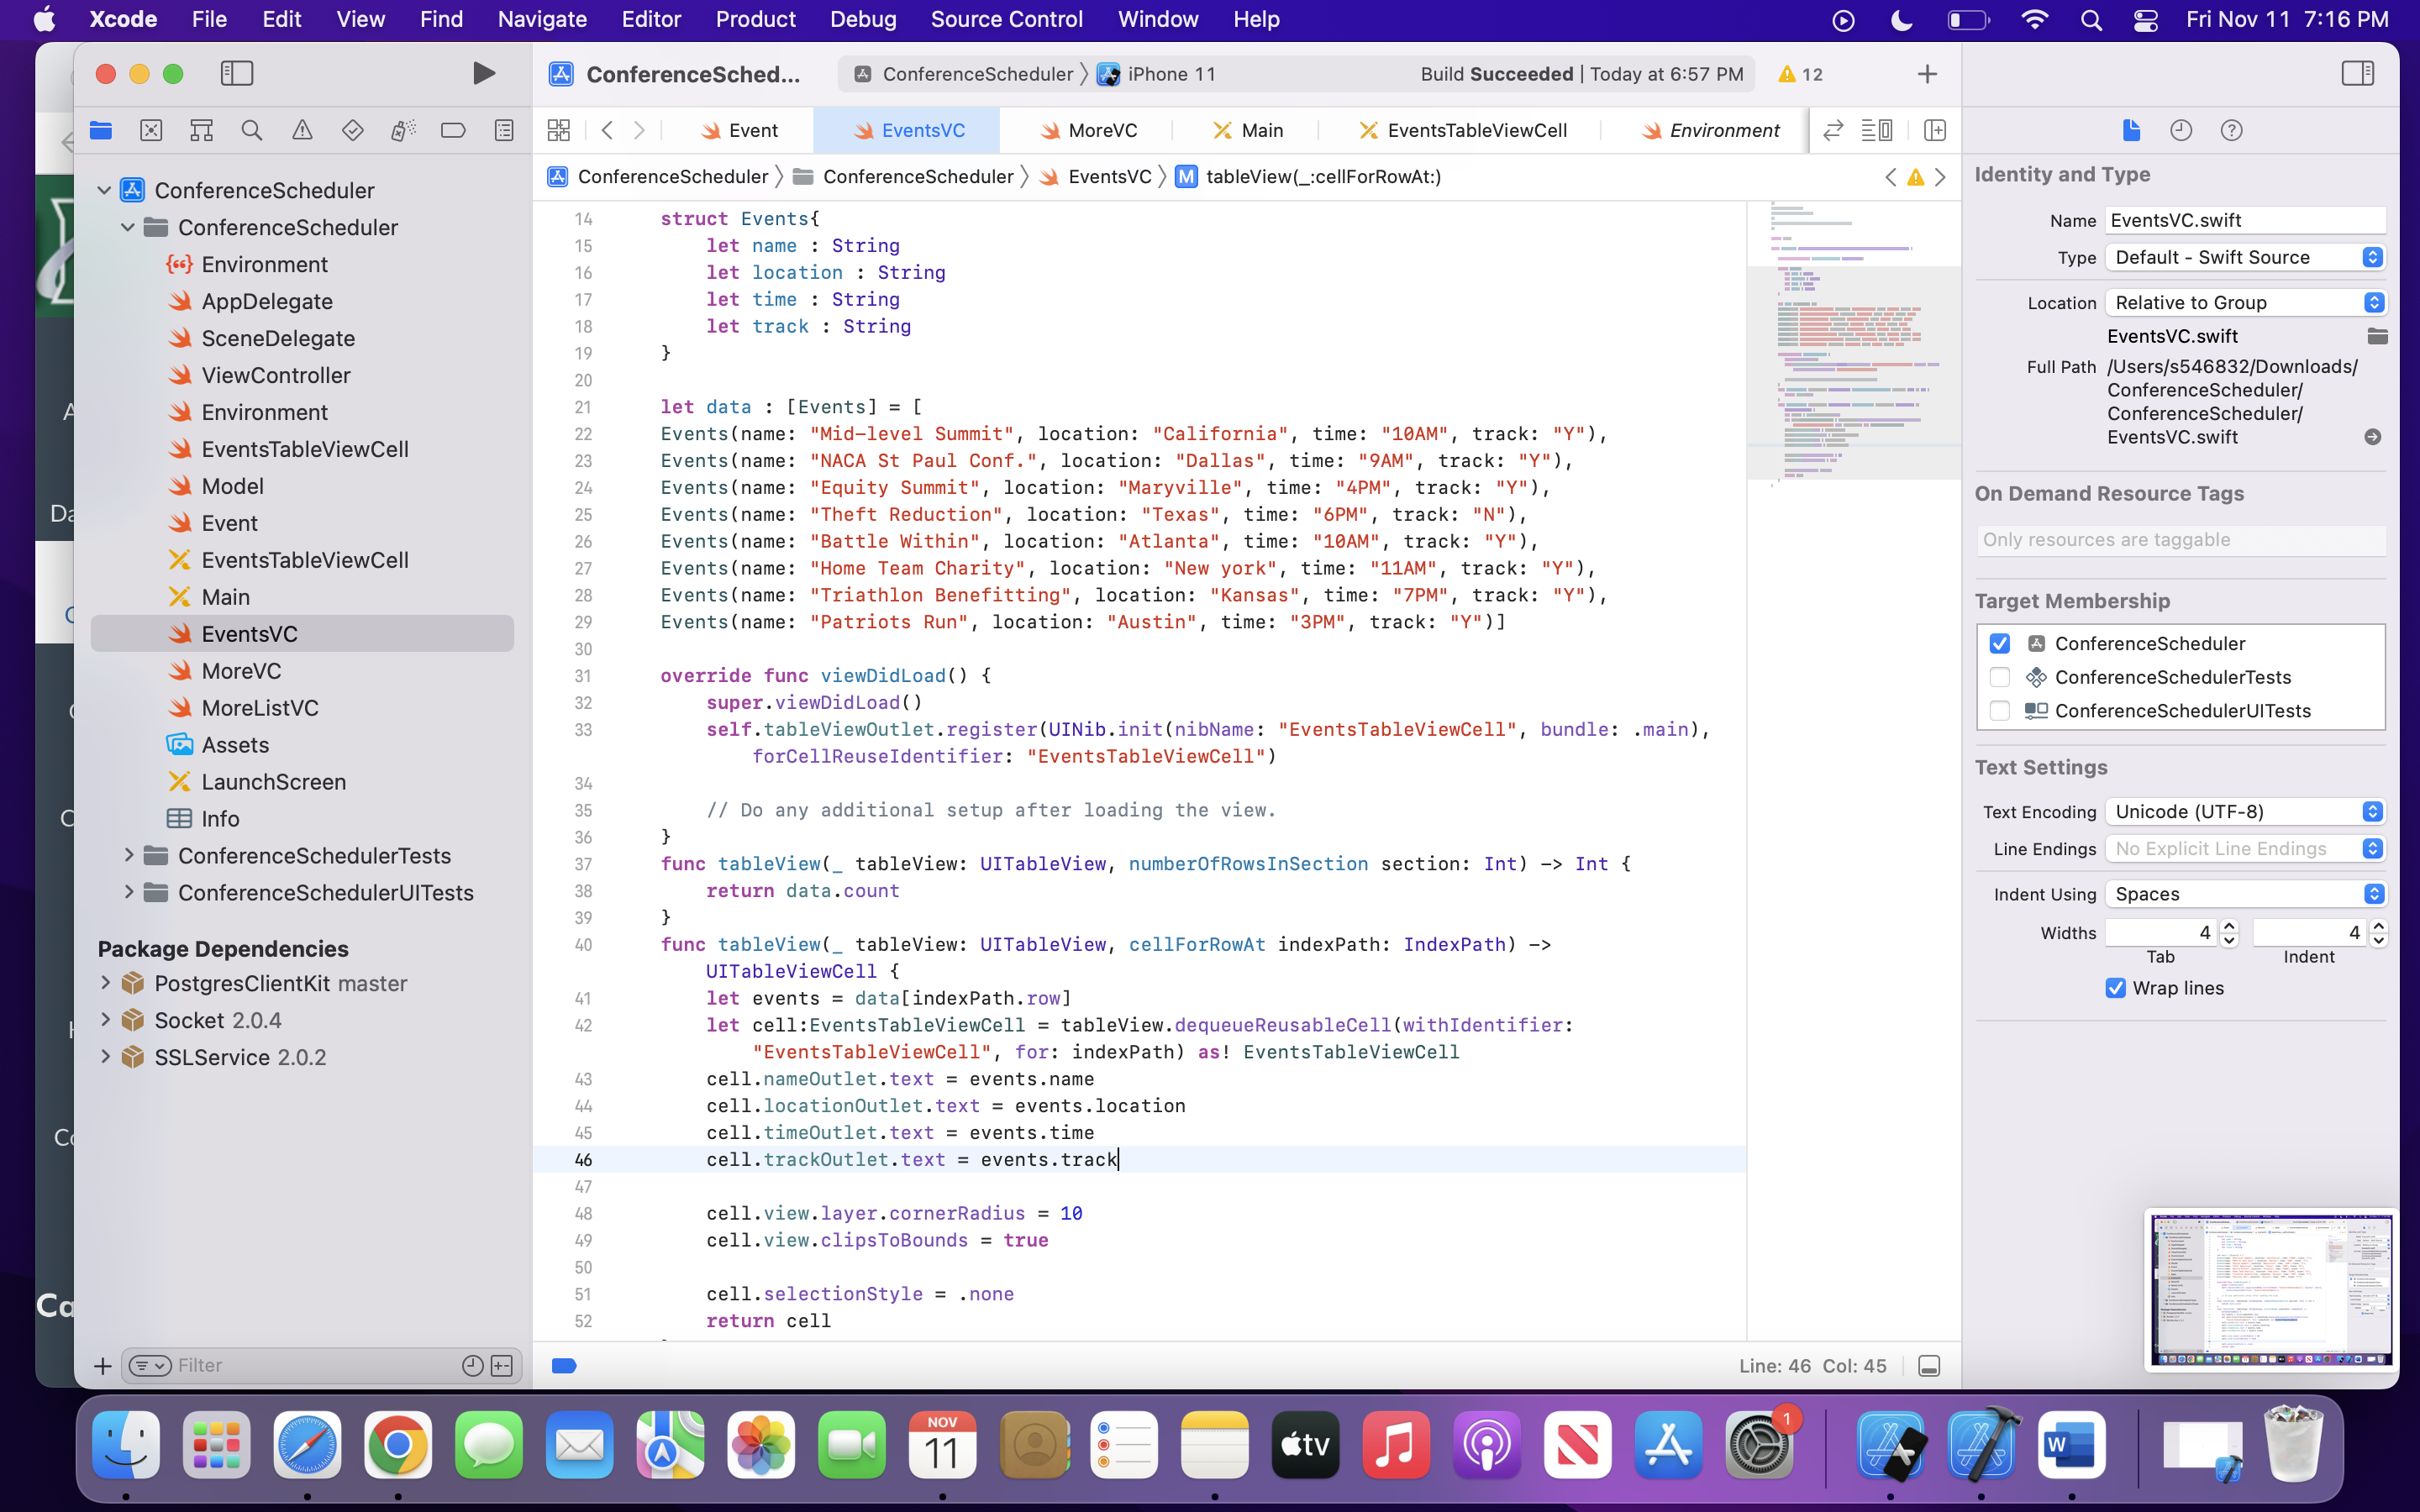 Xcode File Edit View Find Navigate Editor Product Debug Source Control Window Help Fri Nov 11 7:16 PM
ConferenceSched... ConferenceScheduler iPhone 11 Build Succeeded | Today at 6:57 PM 12
Event EventsVC MoreVC Main EventsTableViewCell Environment
ConferenceScheduler ConferenceScheduler EventsVC M tableView(_:cellForRowAt:)
ConferenceScheduler
ConferenceScheduler
Environment
AppDelegate
SceneDelegate
ViewController
Environment
EventsTableViewCell
Model
Event
EventsTableViewCell
Main
EventsVC
MoreVC
MoreListVC
Assets
LaunchScreen
Info
ConferenceSchedulerTests
ConferenceSchedulerUITests
Package Dependencies
PostgresClientKit master
Socket 2.0.4
SSLService 2.0.2
Filter
14 struct Events{
15 let name : String
16 let location : String
17 let time : String
18 let track : String
19 }
20
21 let data : [Events] = [
22 Events(name: "Mid-level Summit", location: "California", time: "10AM", track: "Y"),
23 Events(name: "NACA St Paul Conf.", location: "Dallas", time: "9AM", track: "Y"),
24 Events(name: "Equity Summit", location: "Maryville", time: "4PM", track: "Y"),
25 Events(name: "Theft Reduction", location: "Texas", time: "6PM", track: "N"),
26 Events(name: "Battle Within", location: "Atlanta", time: "10AM", track: "Y"),
27 Events(name: "Home Team Charity", location: "New york", time: "11AM", track: "Y"),
28 Events(name: "Triathlon Benefitting", location: "Kansas", time: "7PM", track: "Y"),
29 Events(name: "Patriots Run", location: "Austin", time: "3PM", track: "Y")]
30
31 override func viewDidLoad() {
32 super.viewDidLoad()
33 self.tableViewOutlet.register(UINib.init(nibName: "EventsTableViewCell", bundle: .main),
forCellReuseIdentifier: "EventsTableViewCell")
34
35 // Do any additional setup after loading the view.
36 }
37 func tableView(_ tableView: UITableView, numberOfRowsInSection section: Int) -> Int {
38 return data.count
39 }
40 func tableView(_ tableView: UITableView, cellForRowAt indexPath: IndexPath) ->
UITableViewCell {
41 let events = data[indexPath.row]
42 let cell:EventsTableViewCell = tableView.dequeueReusableCell(withIdentifier:
"EventsTableViewCell", for: indexPath) as! EventsTableViewCell
43 cell.nameOutlet.text = events.name
44 cell.locationOutlet.text = events.location
45 cell.timeOutlet.text = events.time
46 cell.trackOutlet.text = events.track
47
48 cell.view.layer.cornerRadius = 10
49 cell.view.clipsToBounds = true
50
51 cell.selectionStyle = .none
52 return cell
Line: 46 Col: 45
Identity and Type
Name EventsVC.swift
Type Default - Swift Source
Location Relative to Group
EventsVC.swift
Full Path /Users/s546832/Downloads/
ConferenceScheduler/
ConferenceScheduler/
EventsVC.swift
On Demand Resource Tags
Only resources are taggable
Target Membership
ConferenceScheduler
ConferenceSchedulerTests
ConferenceSchedulerUITests
Text Settings
Text Encoding Unicode (UTF-8)
Line Endings No Explicit Line Endings
Indent Using Spaces
Widths 4 4
Tab Indent
Wrap lines
NOV
11
tv
1
W